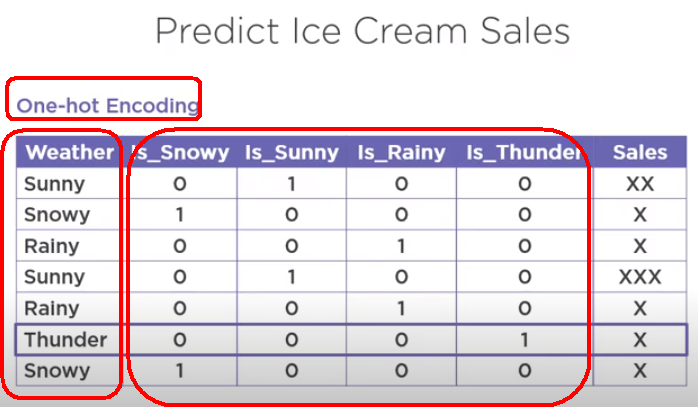 Predict Ice Cream Sales
One-hot Encoding
Weather Is_Snowy Is_Sunny Is_Rainy Is_Thunder Sales
Sunny 0 1 0 0 XX
Snowy 1 0 0 0 X
Rainy 0 0 1 0 X
Sunny 0 1 0 0 XXX
Rainy 0 0 1 0 X
Thunder 0 0 0 1 X
Snowy 1 0 0 0 X